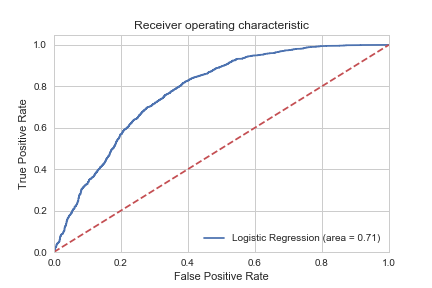 Receiver operating characteristic
1.0
0.8
0.6
0.4
0.2
0.0
True Positive Rate
Logistic Regression (area = 0.71)
0.0 0.2 0.4 0.6 0.8 1.0
False Positive Rate